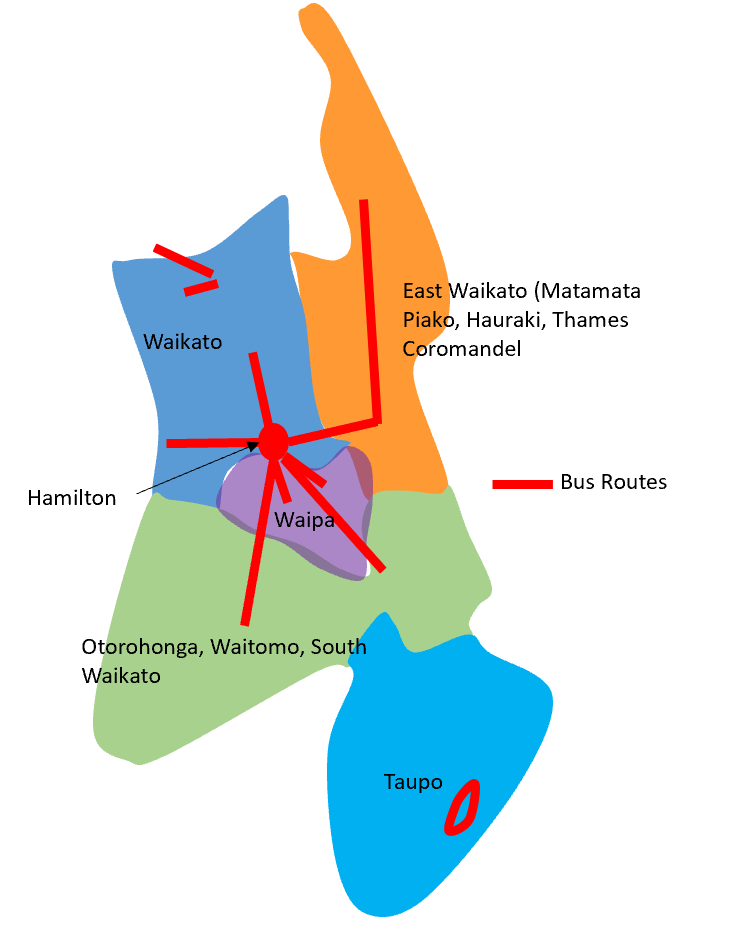 East Waikato (Matamata
Piako, Hauraki, Thames
Coromandel
Waikato
Bus Routes
Hamilton
Waipa
Otorohonga, Waitomo, South
Waikato
Taupo